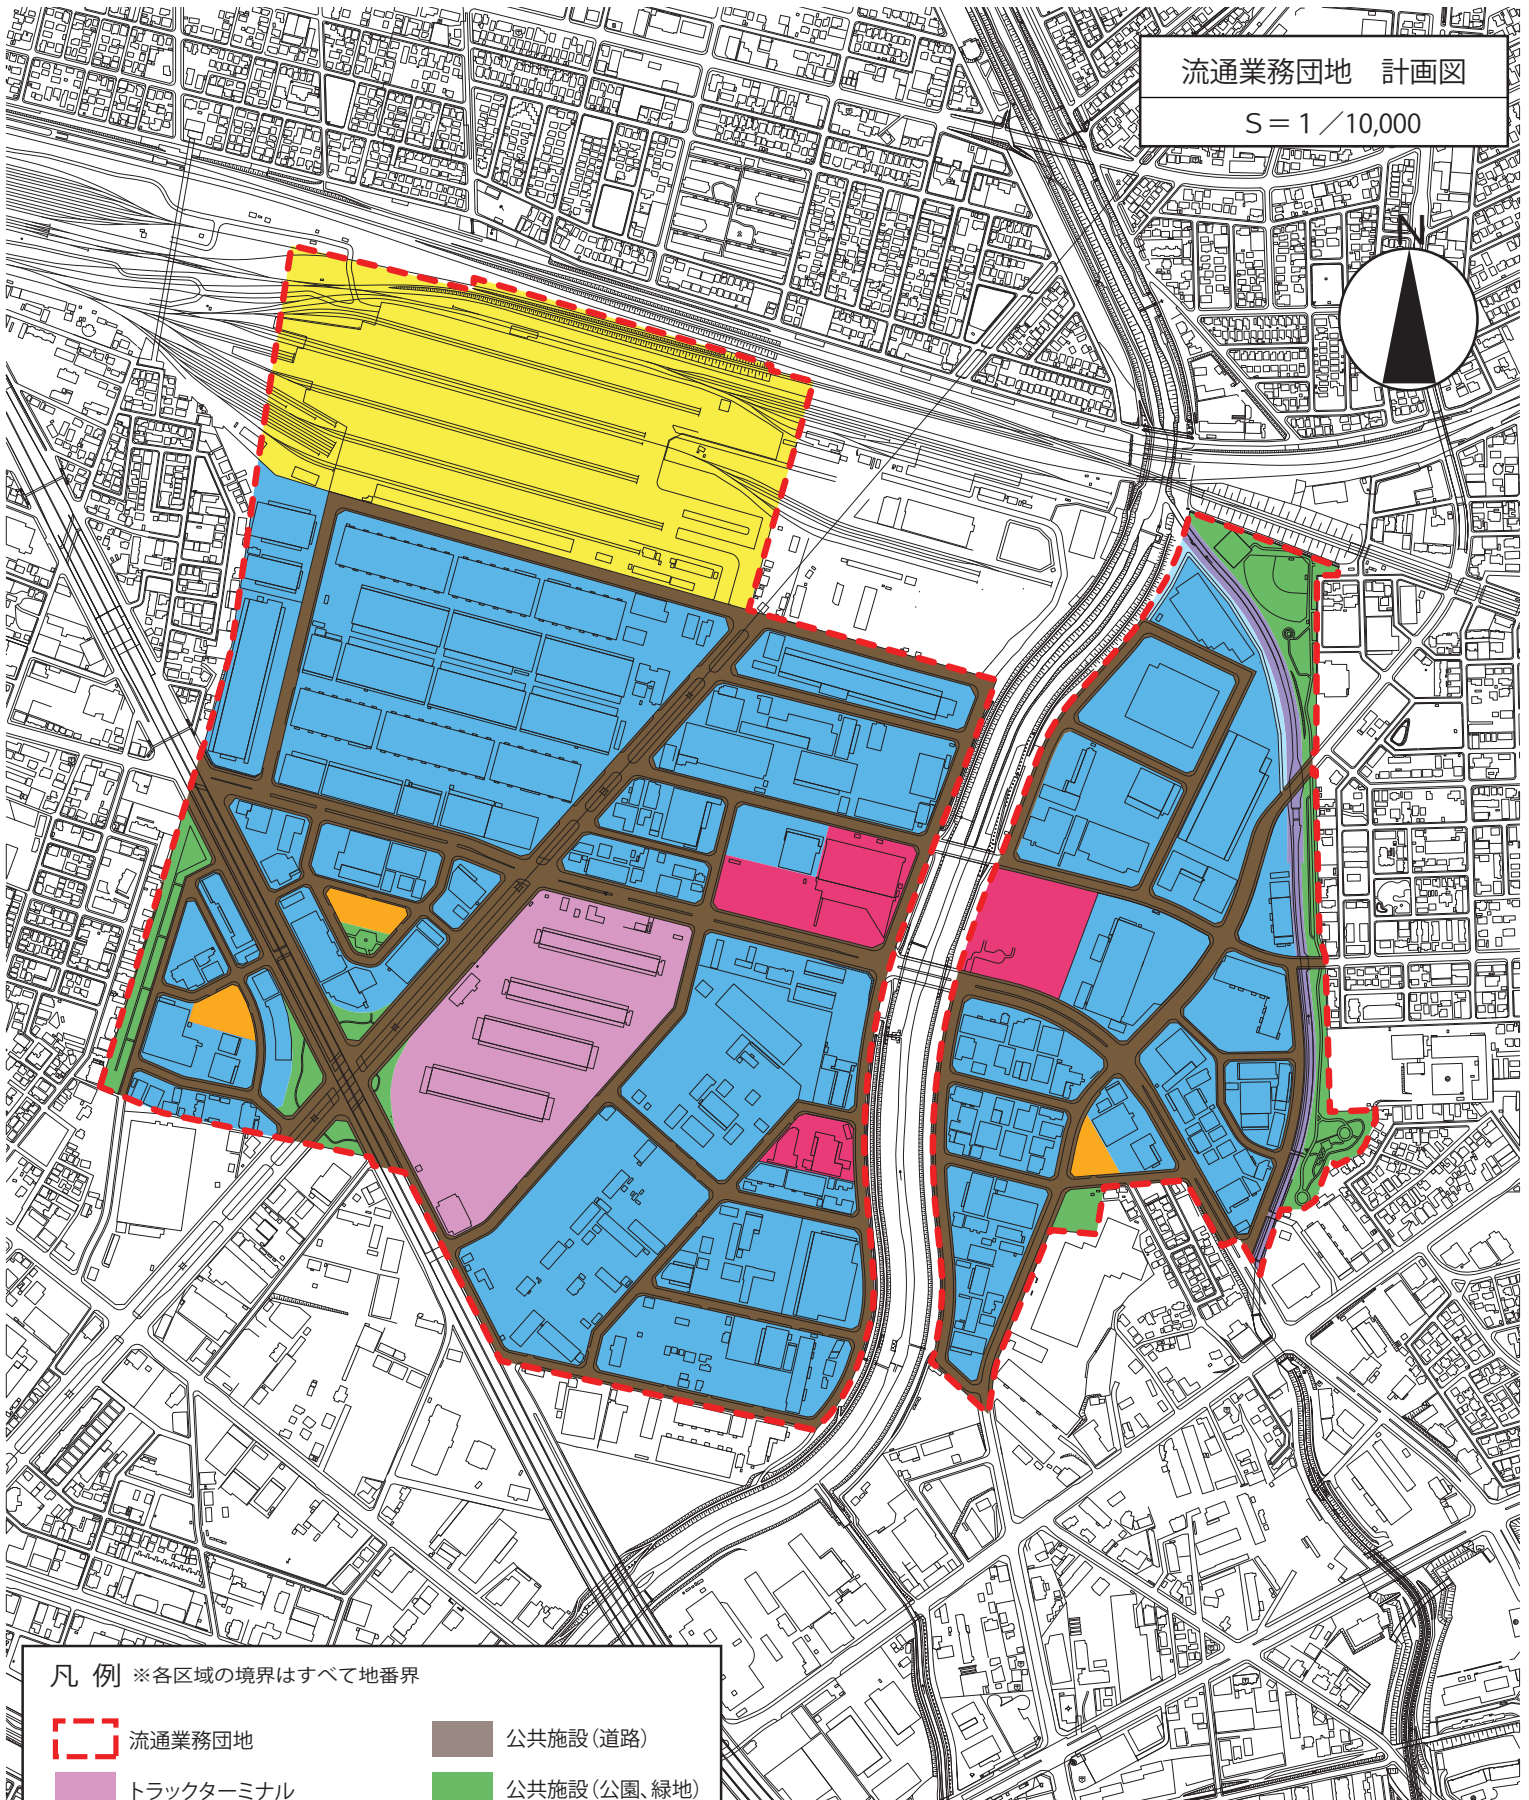 流通業務団地　計画図
S＝1／10,000
N
凡 例 ※各区域の境界はすべて地番界
流通業務団地
公共施設（道路）
トラックターミナル
公共施設（公園、緑地）